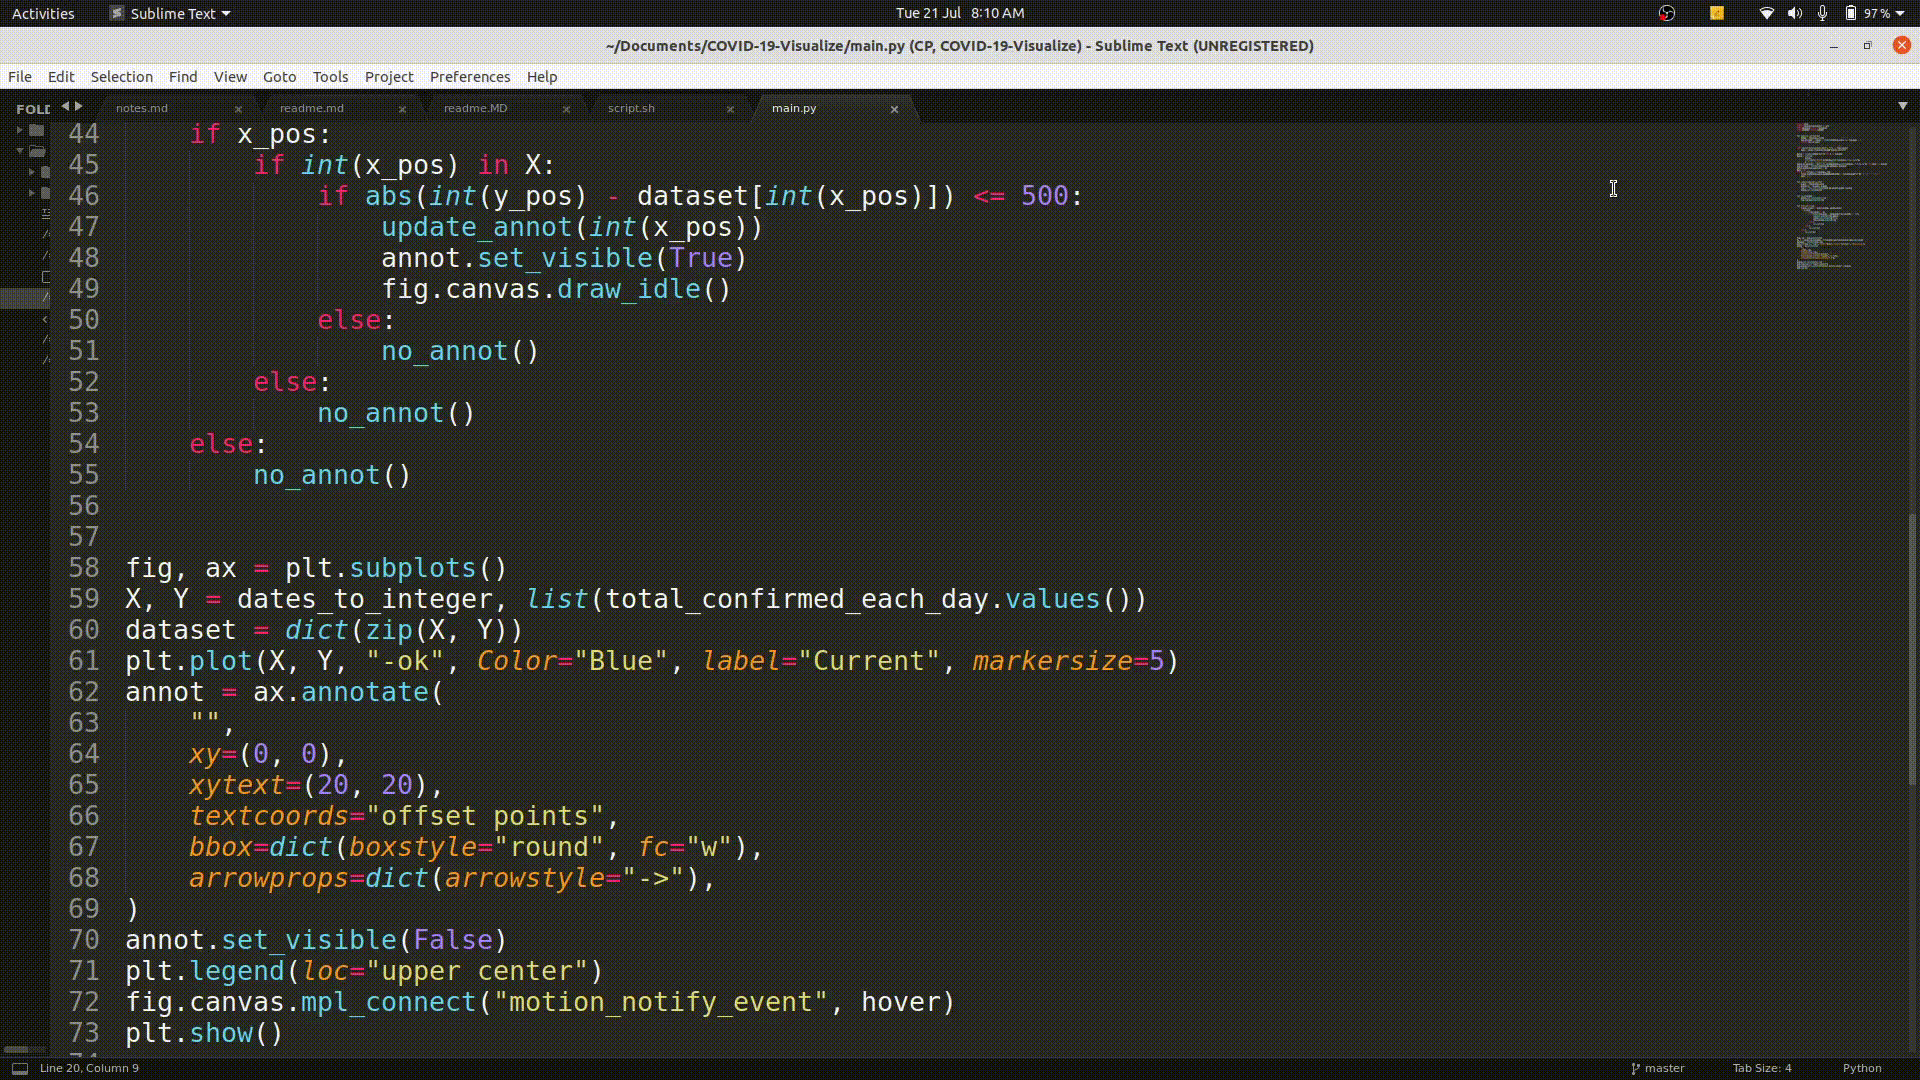 Activities Sublime Text Tue 21 Jul 8:10 AM 97 %
~/Documents/COVID-19-Visualize/main.py (CP, COVID-19-Visualize) - Sublime Text (UNREGISTERED)
File Edit Selection Find View Goto Tools Project Preferences Help
FOLD notes.md readme.md readme.MD script.sh main.py
44     if x_pos:
45         if int(x_pos) in X:
46             if abs(int(y_pos) - dataset[int(x_pos)]) <= 500:
47                 update_annot(int(x_pos))
48                 annot.set_visible(True)
49                 fig.canvas.draw_idle()
50             else:
51                 no_annot()
52         else:
53             no_annot()
54     else:
55         no_annot()
56
57
58 fig, ax = plt.subplots()
59 X, Y = dates_to_integer, list(total_confirmed_each_day.values())
60 dataset = dict(zip(X, Y))
61 plt.plot(X, Y, "-ok", Color="Blue", label="Current", markersize=5)
62 annot = ax.annotate(
63     "",
64     xy=(0, 0),
65     xytext=(20, 20),
66     textcoords="offset points",
67     bbox=dict(boxstyle="round", fc="w"),
68     arrowprops=dict(arrowstyle="->"),
69 )
70 annot.set_visible(False)
71 plt.legend(loc="upper center")
72 fig.canvas.mpl_connect("motion_notify_event", hover)
73 plt.show()
Line 20, Column 9 master Tab Size: 4 Python